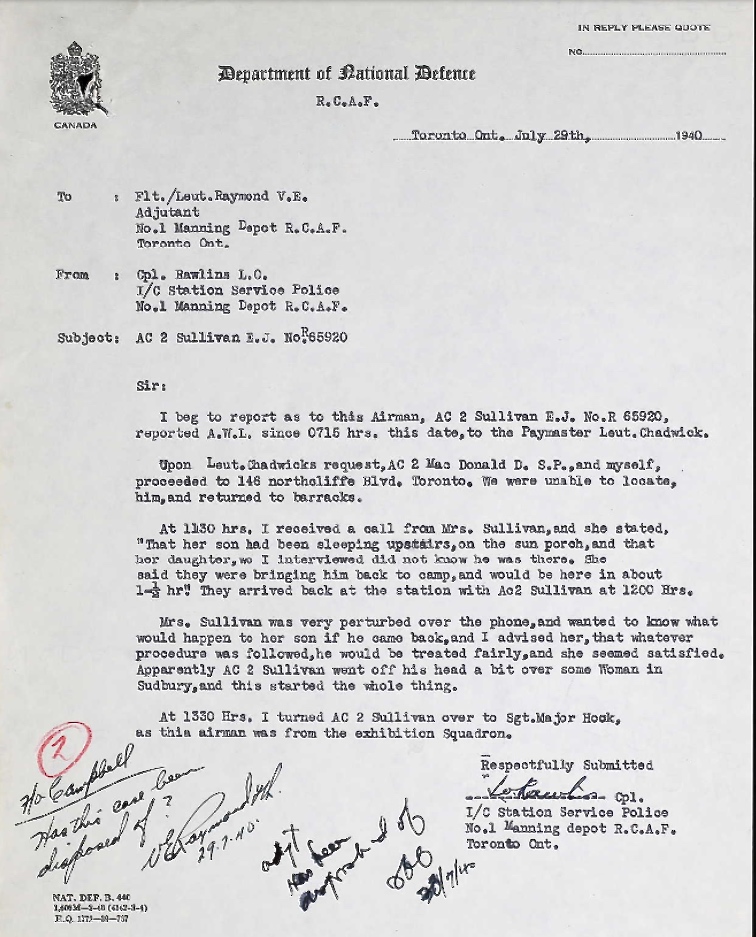 IN REPLY PLEASE QUOTE
NO.
Department of National Defence
R.C.A.F.
CANADA
Toronto Ont. July 29th, 1940
To : Flt./Leut.Raymond V.E.
Adjutant
No.1 Manning Depot R.C.A.F.
Toronto Ont.
From : Cpl. Rawlins L.C.
I/C Station Service Police
No.1 Manning Depot R.C.A.F.
Subject: AC 2 Sullivan E.J. No.R65920
Sir:
I beg to report as to this Airman, AC 2 Sullivan E.J. No.R 65920,
reported A.W.L. since 0715 hrs. this date,to the Paymaster Leut.Chadwick.
Upon Leut.Chadwicks request,AC 2 Mac Donald D. S.P.,and myself,
proceeded to 146 northcliffe Blvd. Toronto. We were unable to locate,
him,and returned to barracks.
At 1130 hrs. I received a call from Mrs. Sullivan,and she stated,
"That her son had been sleeping upstairs,on the sun porch,and that
her daughter,wo I interviewed did not know he was there. She
said they were bringing him back to camp,and would be here in about
1-½ hr" They arrived back at the station with Ac2 Sullivan at 1200 Hrs.
Mrs. Sullivan was very perturbed over the phone,and wanted to know what
would happen to her son if he came back,and I advised her,that whatever
procedure was followed,he would be treated fairly,and she seemed satisfied.
Apparently AC 2 Sullivan went off his head a bit over some Woman in
Sudbury,and this started the whole thing.
At 1330 Hrs. I turned AC 2 Sullivan over to Sgt.Major Hook,
as this airman was from the exhibition Squadron.
Respectfully Submitted
Cpl.
I/C Station Service Police
No.1 Manning depot R.C.A.F.
Toronto Ont.
2
F/O Campbell
Has this case been
disposed of?
VE Raymond F/L
29.7.40.
adjt
Has been
disposed of
/7/40
NAT. DEF. B. 440
H.Q. 1775-39-767